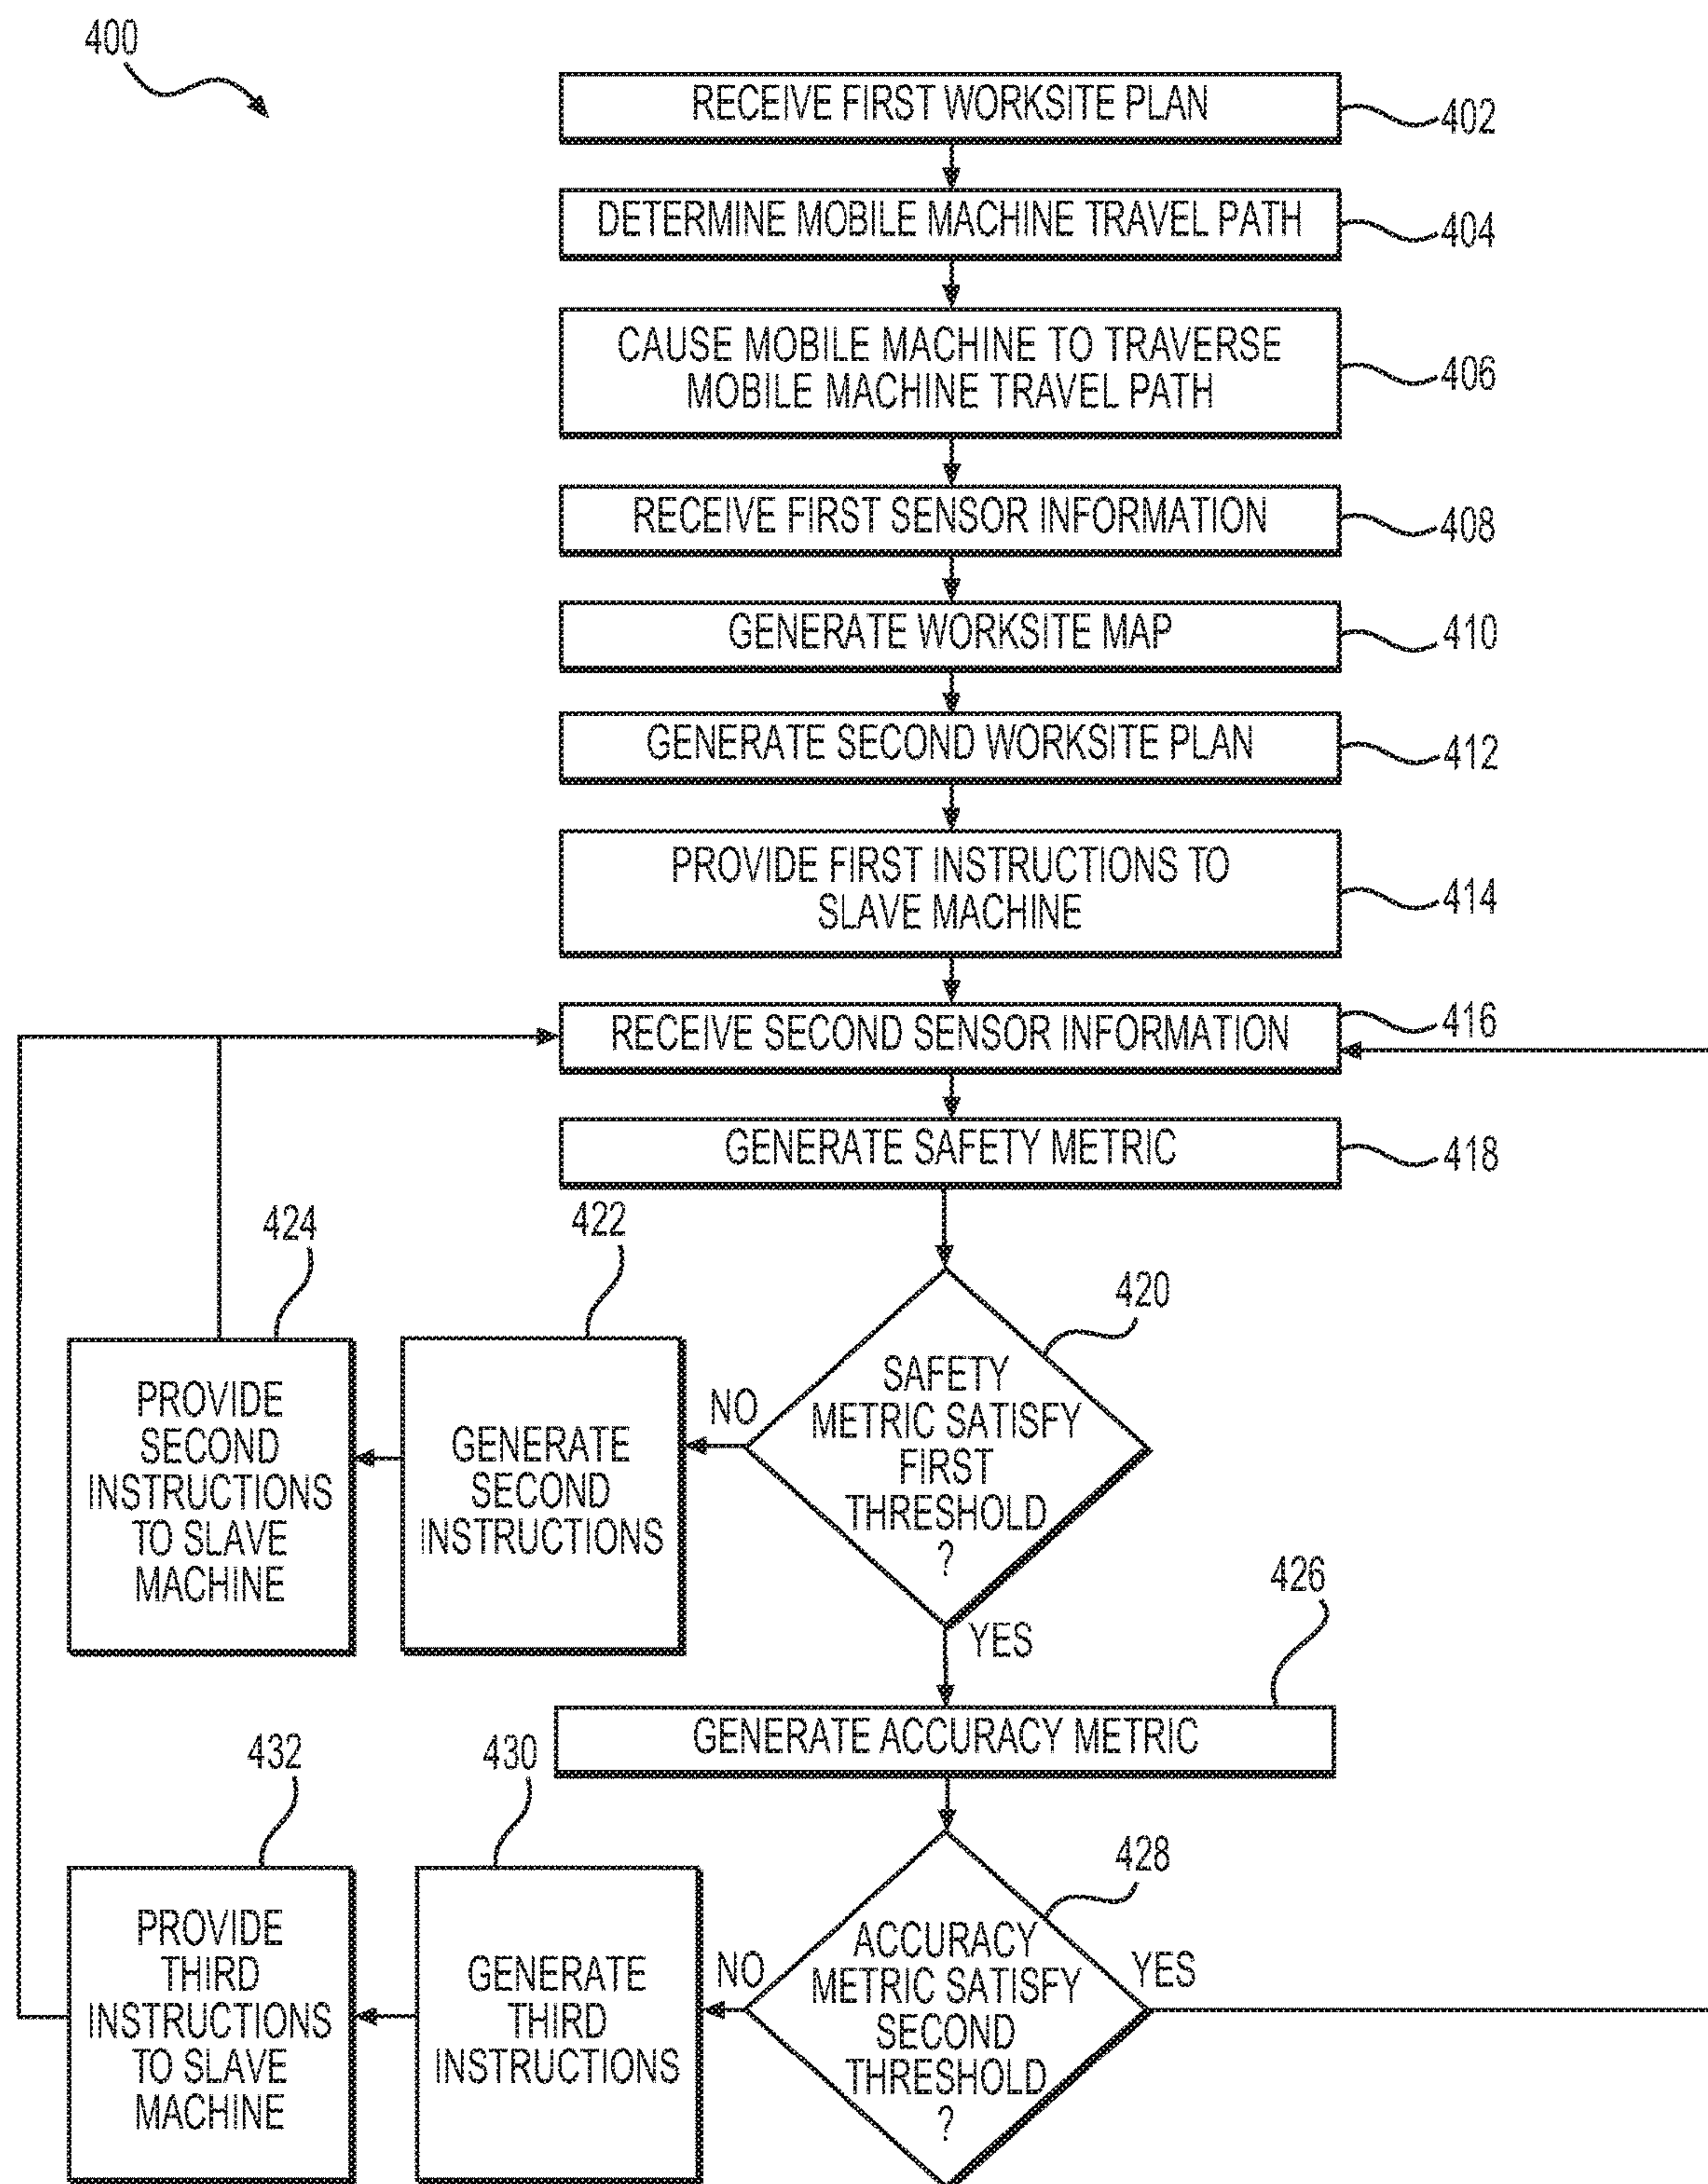 400
RECEIVE FIRST WORKSITE PLAN
402
DETERMINE MOBILE MACHINE TRAVEL PATH
404
CAUSE MOBILE MACHINE TO TRAVERSE
MOBILE MACHINE TRAVEL PATH
406
RECEIVE FIRST SENSOR INFORMATION
408
GENERATE WORKSITE MAP
410
GENERATE SECOND WORKSITE PLAN
412
PROVIDE FIRST INSTRUCTIONS TO
SLAVE MACHINE
414
RECEIVE SECOND SENSOR INFORMATION
416
GENERATE SAFETY METRIC
418
424
PROVIDE
SECOND
INSTRUCTIONS
TO SLAVE
MACHINE
422
GENERATE
SECOND
INSTRUCTIONS
NO
420
SAFETY
METRIC SATISFY
FIRST
THRESHOLD
?
YES
426
GENERATE ACCURACY METRIC
432
PROVIDE
THIRD
INSTRUCTIONS
TO SLAVE
MACHINE
430
GENERATE
THIRD
INSTRUCTIONS
NO
428
ACCURACY
METRIC SATISFY
SECOND
THRESHOLD
?
YES